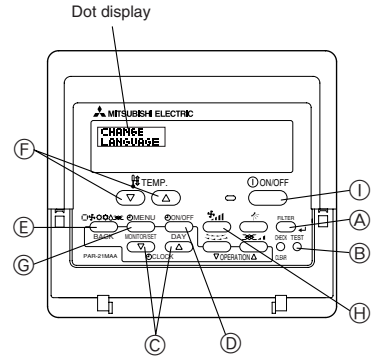 Dot display
MITSUBISHI ELECTRIC
CHANGE
LANGUAGE
F
TEMP.
ON/OFF
I
E
MENU
ON/OFF
FILTER
A
BACK
MONITOR/SET
DAY
CHECK TEST
B
PAR-21MAA
CLOCK
OPERATION
CLEAR
G
H
C
D